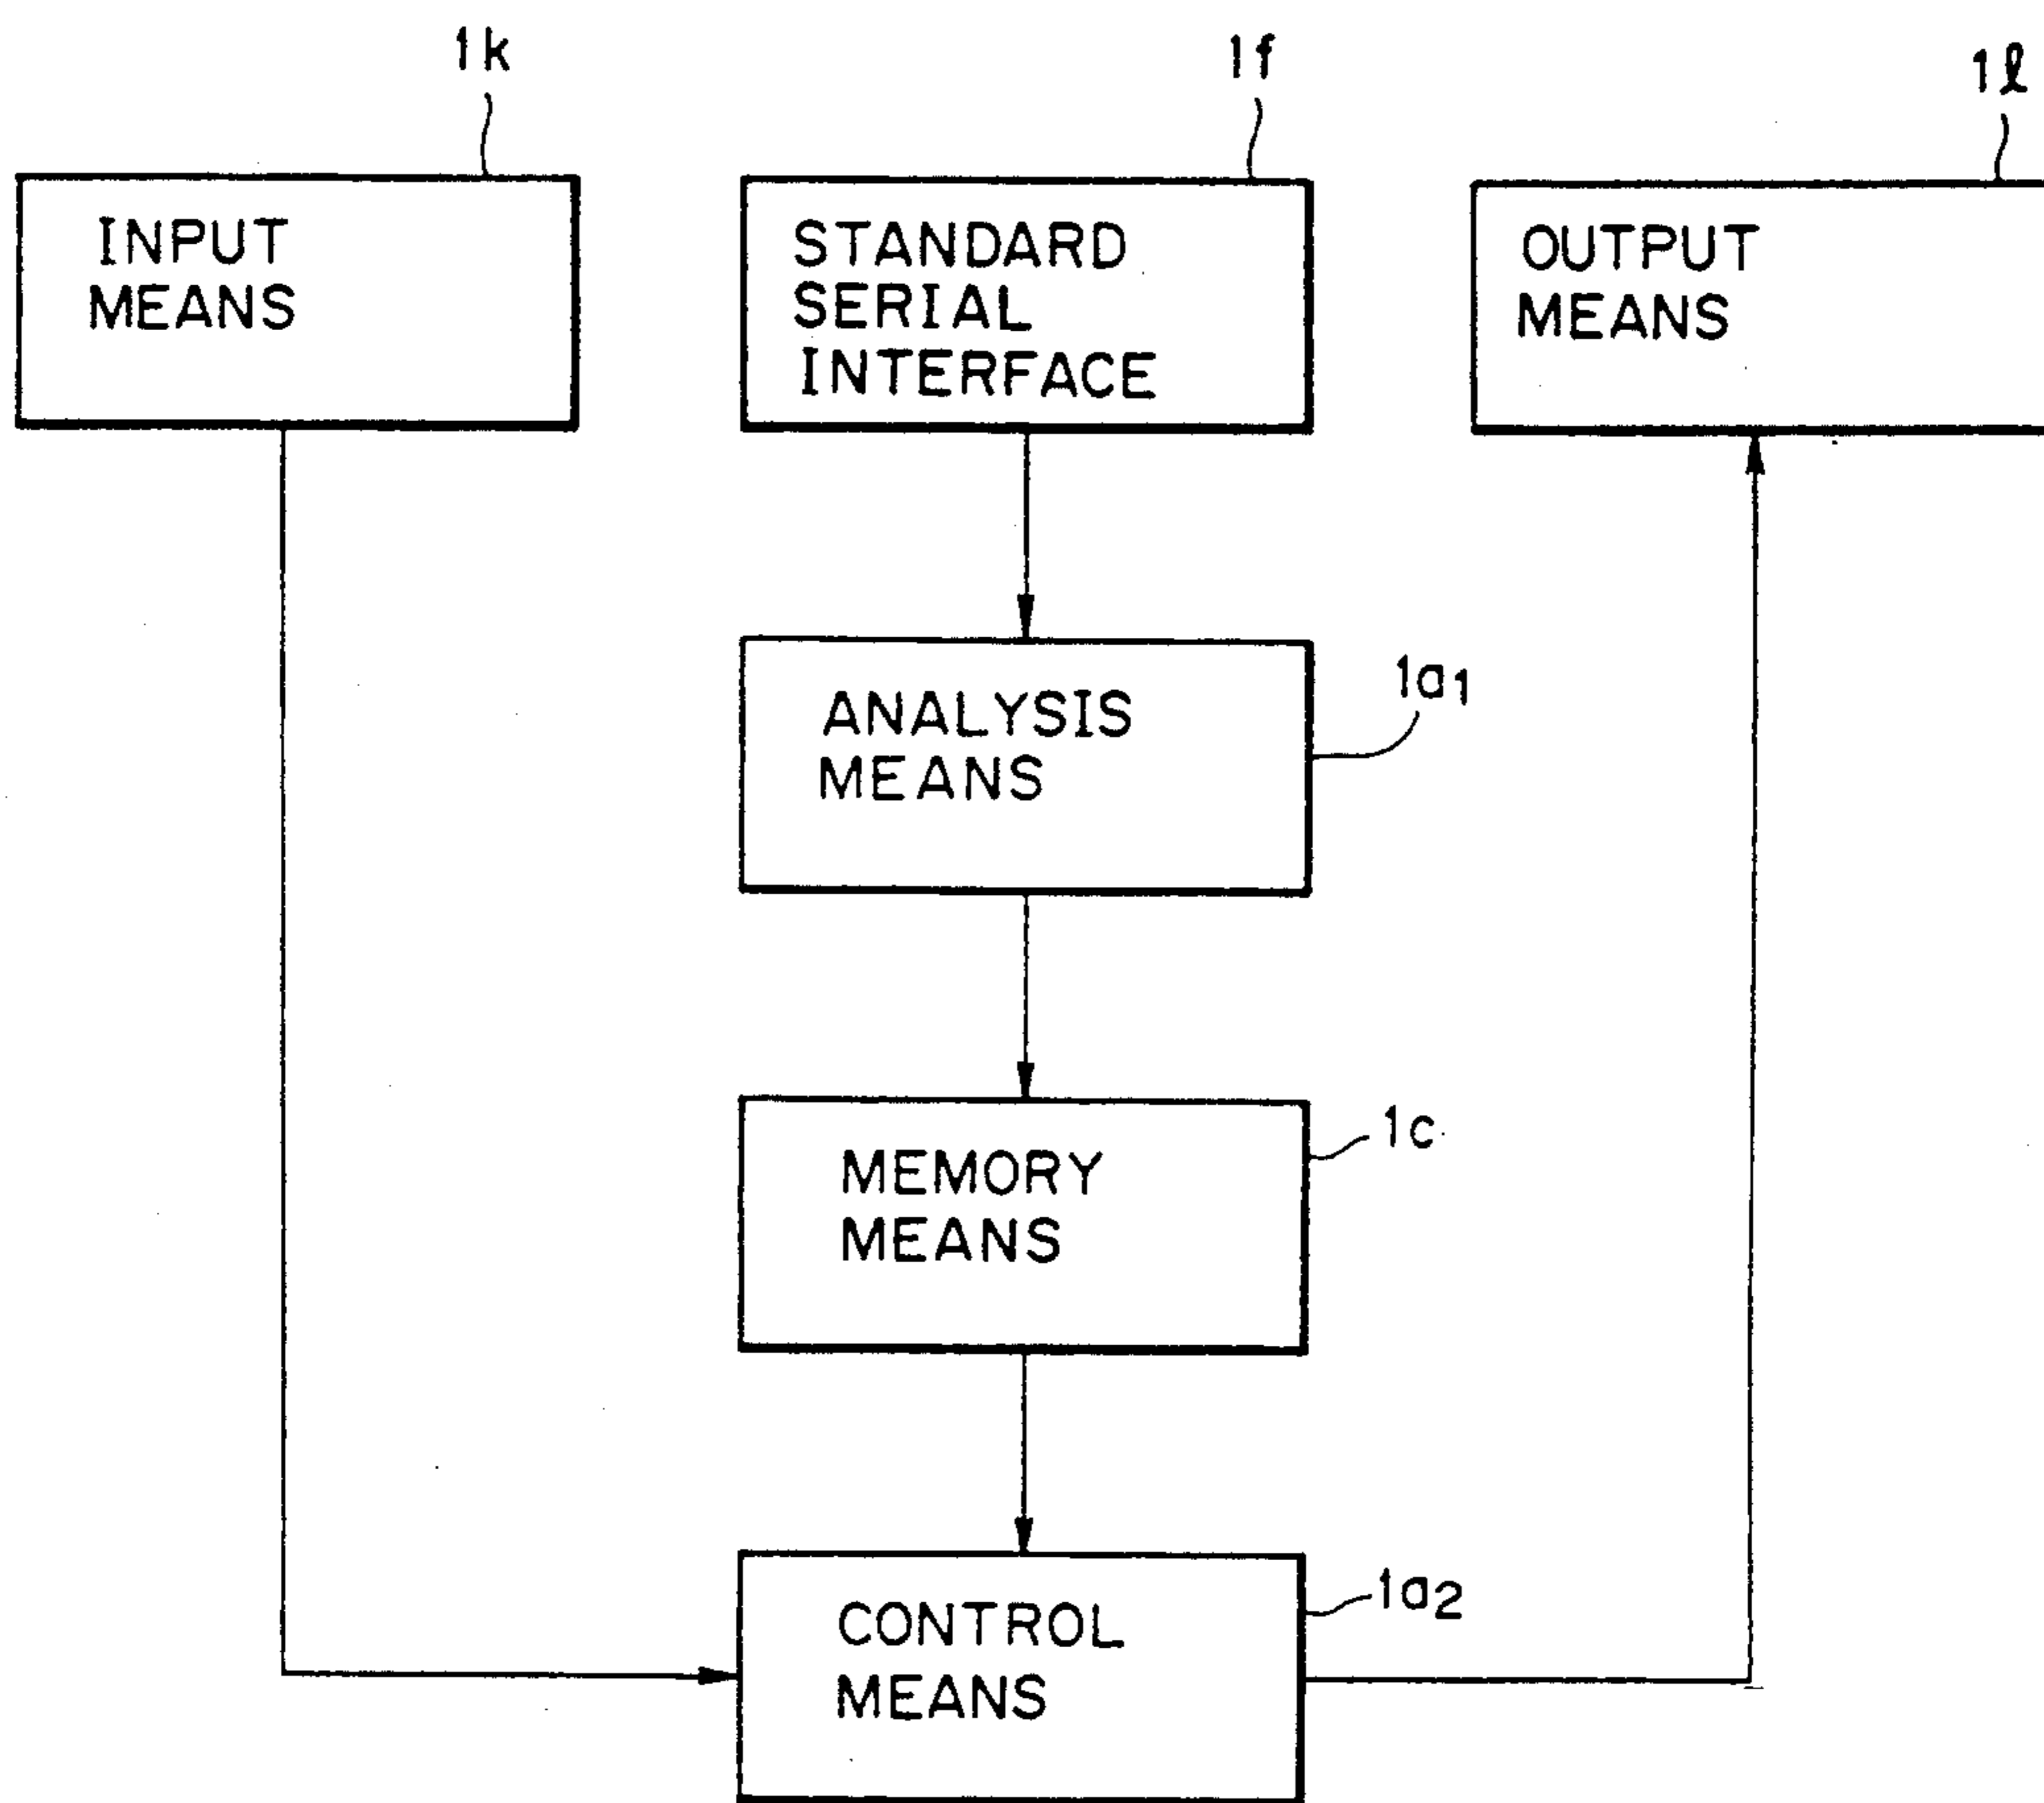 1k
INPUT
MEANS
1f
STANDARD
SERIAL
INTERFACE
1ℓ
OUTPUT
MEANS
1a1
ANALYSIS
MEANS
1c
MEMORY
MEANS
1a2
CONTROL
MEANS